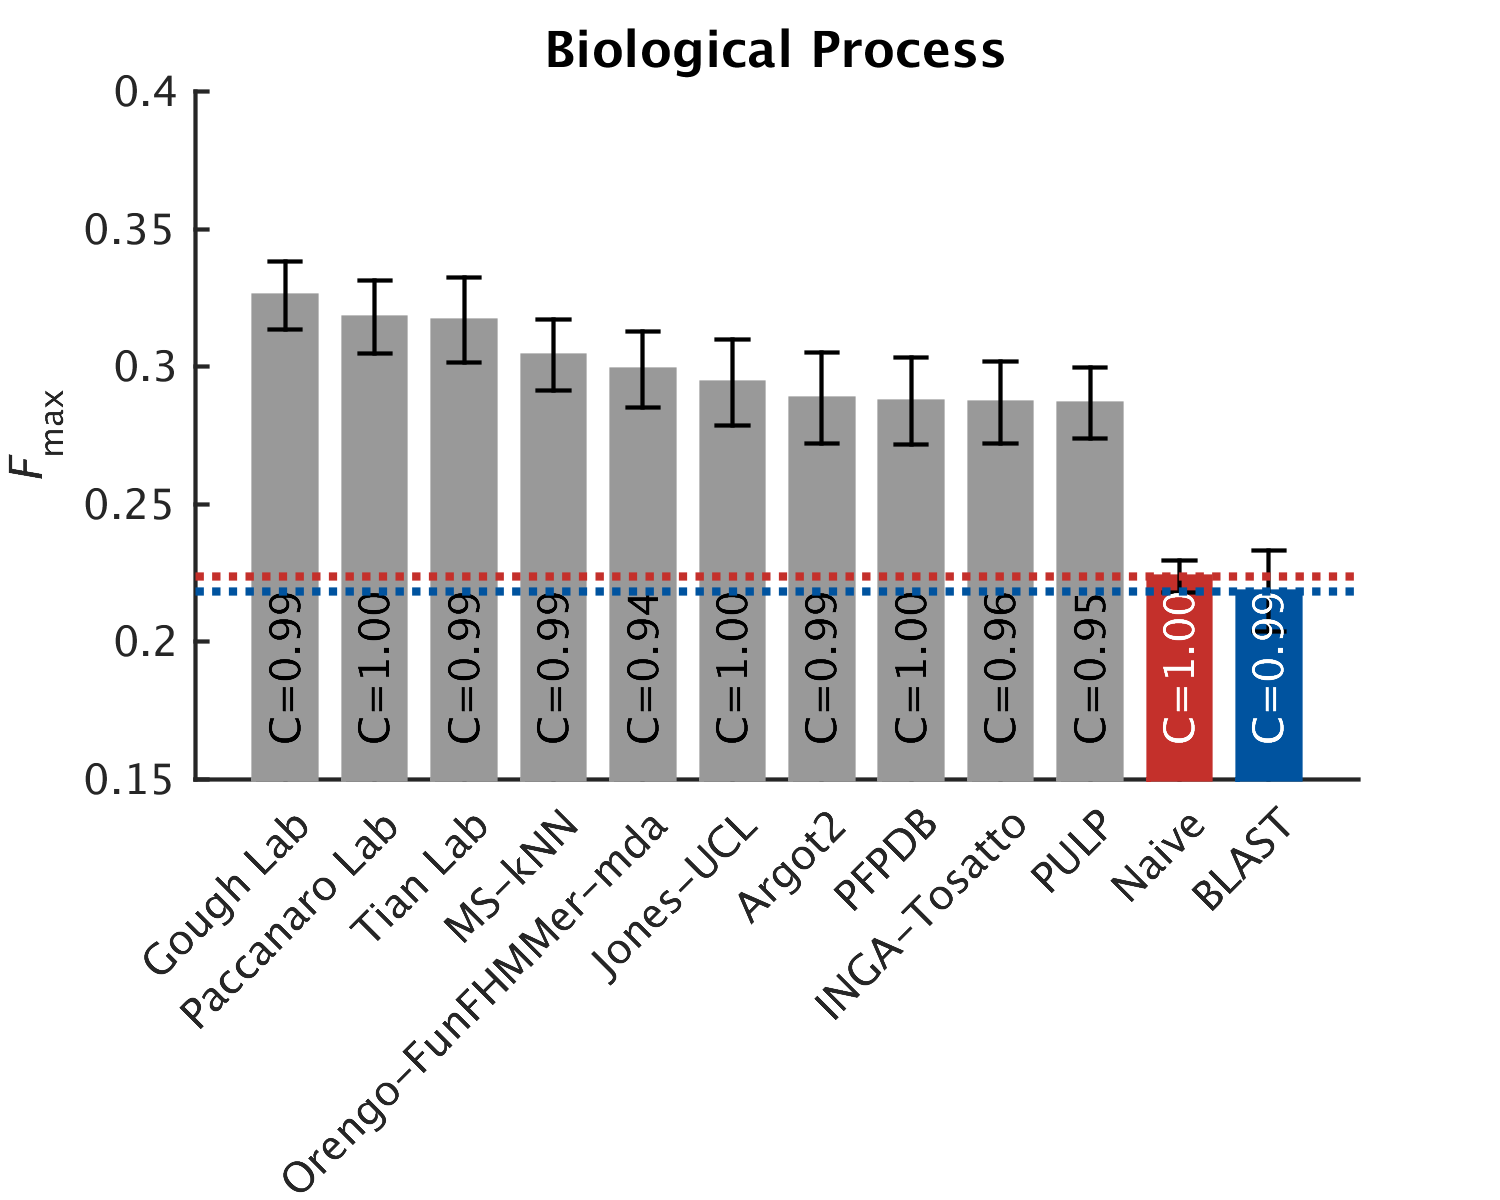 Biological Process
0.4
0.35
0.3
0.25
0.2
0.15
Fmax
C=0.99
C=1.00
C=0.99
C=0.99
C=0.94
C=1.00
C=0.99
C=1.00
C=0.96
C=0.95
C=1.00
C=0.99
Gough Lab
Paccanaro Lab
Tian Lab
MS-kNN
Orengo-FunFHMMer-mda
Jones-UCL
Argot2
PFPDB
INGA-Tosatto
PULP
Naive
BLAST